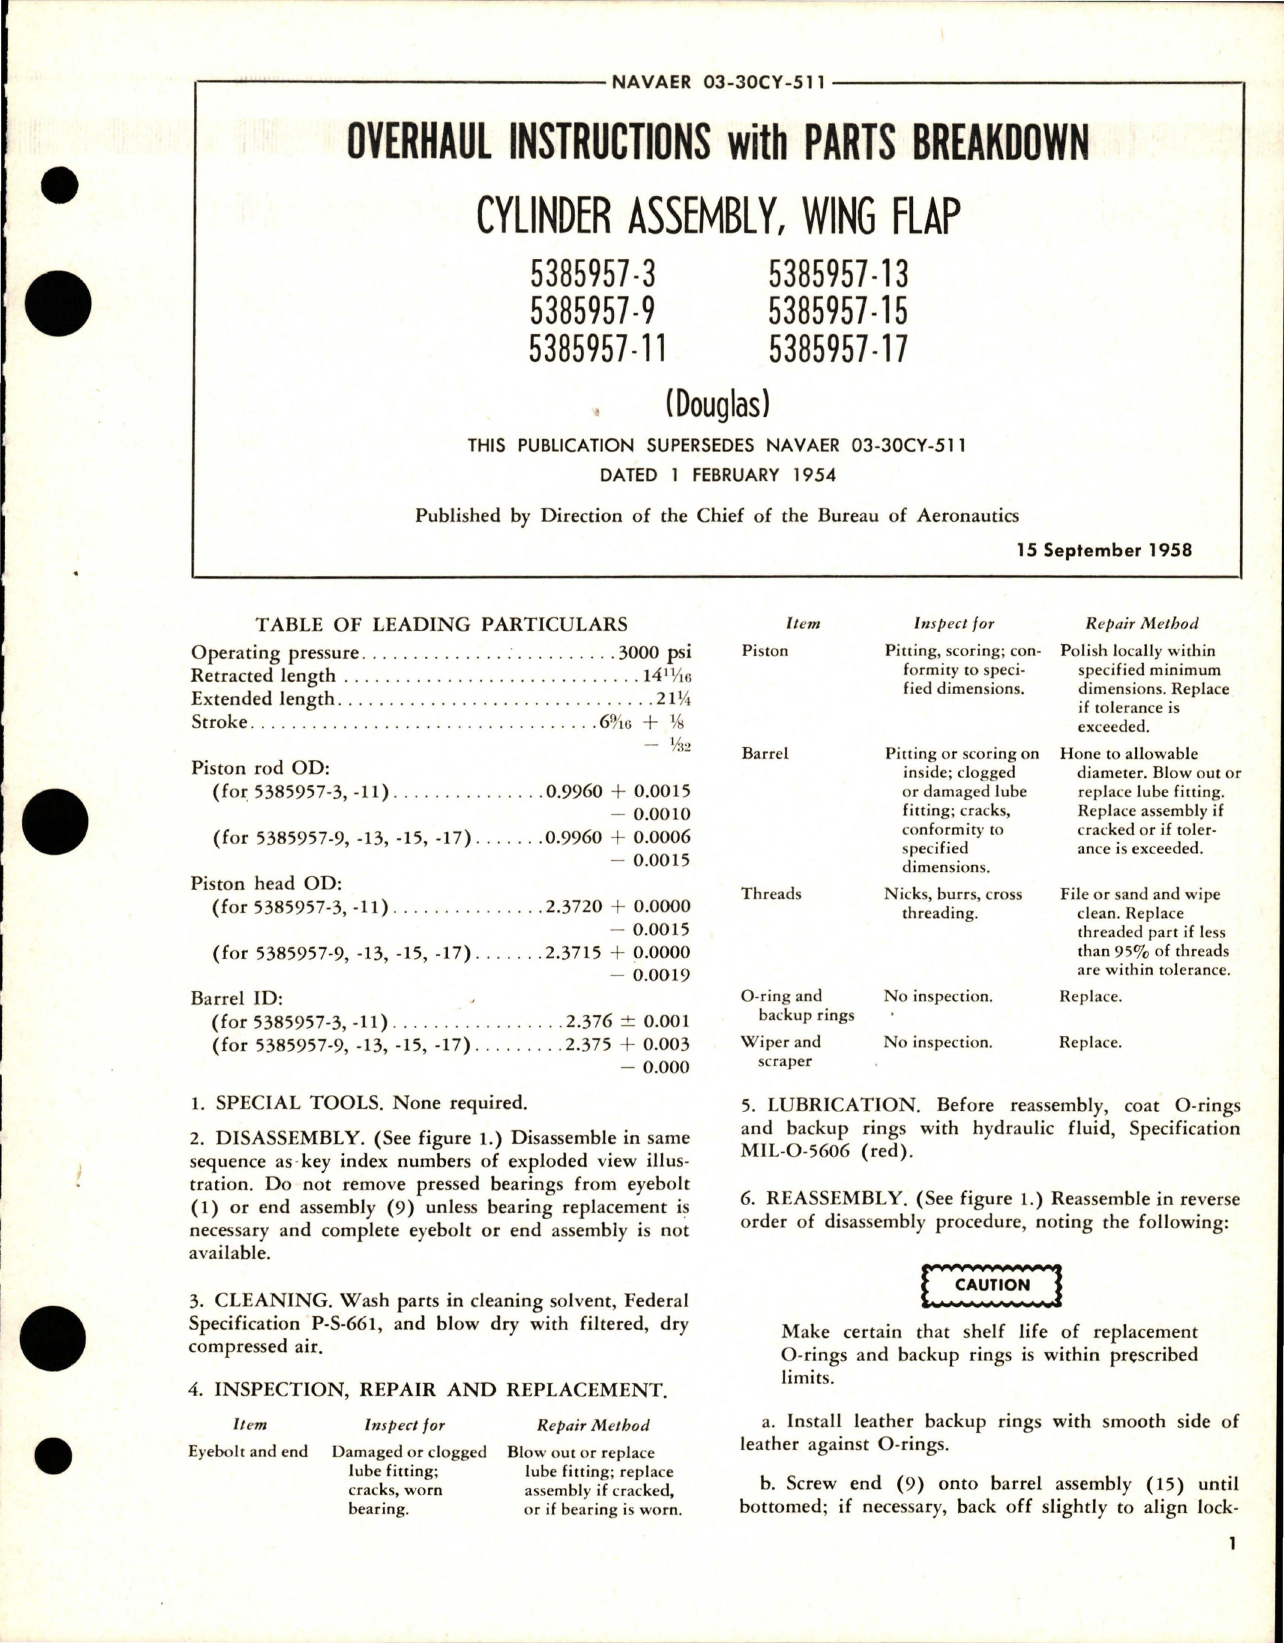 NAVAER 03-30CY-511
OVERHAUL INSTRUCTIONS with PARTS BREAKDOWN
CYLINDER ASSEMBLY, WING FLAP
5385957-3 5385957-13
5385957-9 5385957-15
5385957-11 5385957-17
(Douglas)
THIS PUBLICATION SUPERSEDES NAVAER 03-30CY-511
DATED 1 FEBRUARY 1954
Published by Direction of the Chief of the Bureau of Aeronautics
15 September 1958
TABLE OF LEADING PARTICULARS
Operating pressure..........................3000 psi
Retracted length.............................14¹¹⁄₁₆
Extended length...............................21¼
Stroke..................................6⁹⁄₁₆ + ⅛
− ¹⁄₃₂
Piston rod OD:
(for 5385957-3, -11)...............0.9960 + 0.0015
− 0.0010
(for 5385957-9, -13, -15, -17).......0.9960 + 0.0006
− 0.0015
Piston head OD:
(for 5385957-3, -11)...............2.3720 + 0.0000
− 0.0015
(for 5385957-9, -13, -15, -17).......2.3715 + 0.0000
− 0.0019
Barrel ID:
(for 5385957-3, -11).................2.376 ± 0.001
(for 5385957-9, -13, -15, -17).........2.375 + 0.003
− 0.000
1. SPECIAL TOOLS. None required.
2. DISASSEMBLY. (See figure 1.) Disassemble in same
sequence as key index numbers of exploded view illus-
tration. Do not remove pressed bearings from eyebolt
(1) or end assembly (9) unless bearing replacement is
necessary and complete eyebolt or end assembly is not
available.
3. CLEANING. Wash parts in cleaning solvent, Federal
Specification P-S-661, and blow dry with filtered, dry
compressed air.
4. INSPECTION, REPAIR AND REPLACEMENT.
Item Inspect for Repair Method
Eyebolt and end Damaged or clogged Blow out or replace
lube fitting; lube fitting; replace
cracks, worn assembly if cracked,
bearing. or if bearing is worn.
Item Inspect for Repair Method
Piston Pitting, scoring; con- Polish locally within
formity to speci- specified minimum
fied dimensions. dimensions. Replace
if tolerance is
exceeded.
Barrel Pitting or scoring on Hone to allowable
inside; clogged diameter. Blow out or
or damaged lube replace lube fitting.
fitting; cracks, Replace assembly if
conformity to cracked or if toler-
specified ance is exceeded.
dimensions.
Threads Nicks, burrs, cross File or sand and wipe
threading. clean. Replace
threaded part if less
than 95% of threads
are within tolerance.
O-ring and No inspection. Replace.
backup rings
Wiper and No inspection. Replace.
scraper
5. LUBRICATION. Before reassembly, coat O-rings
and backup rings with hydraulic fluid, Specification
MIL-O-5606 (red).
6. REASSEMBLY. (See figure 1.) Reassemble in reverse
order of disassembly procedure, noting the following:
CAUTION
Make certain that shelf life of replacement
O-rings and backup rings is within prescribed
limits.
a. Install leather backup rings with smooth side of
leather against O-rings.
b. Screw end (9) onto barrel assembly (15) until
bottomed; if necessary, back off slightly to align lock-
1